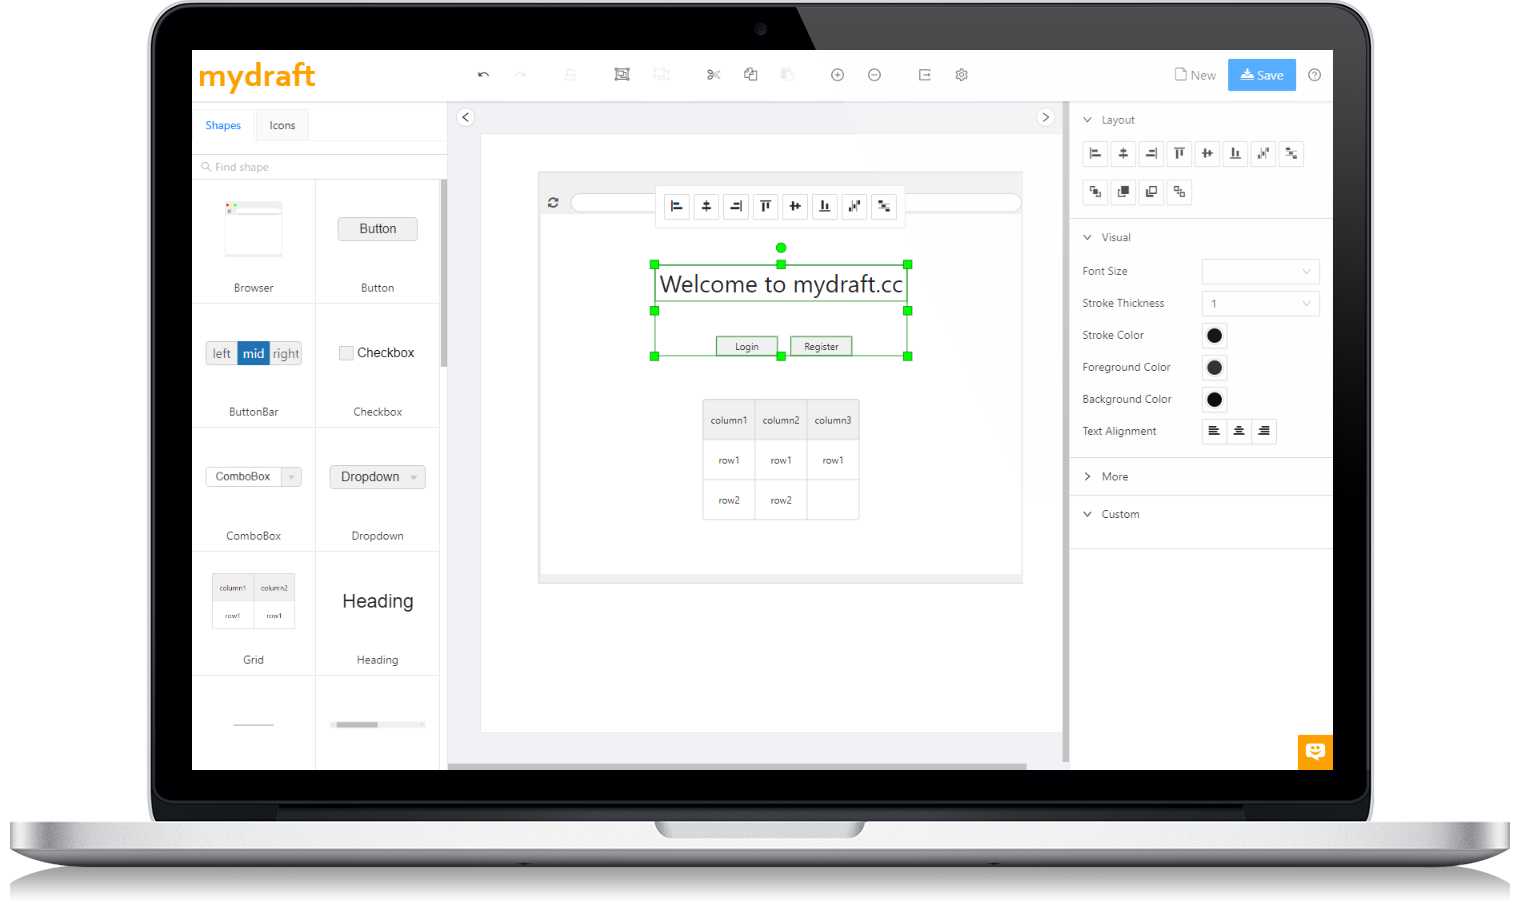 mydraft
New
Save
Shapes
Icons
Find shape
Browser
Button
Button
left mid right
ButtonBar
Checkbox
Checkbox
ComboBox
ComboBox
Dropdown
Dropdown
column1 column2
row1 row1
Grid
Heading
Heading
Welcome to mydraft.cc
Login
Register
column1 column2 column3
row1 row1 row1
row2 row2
Layout
Visual
Font Size
Stroke Thickness 1
Stroke Color
Foreground Color
Background Color
Text Alignment
More
Custom